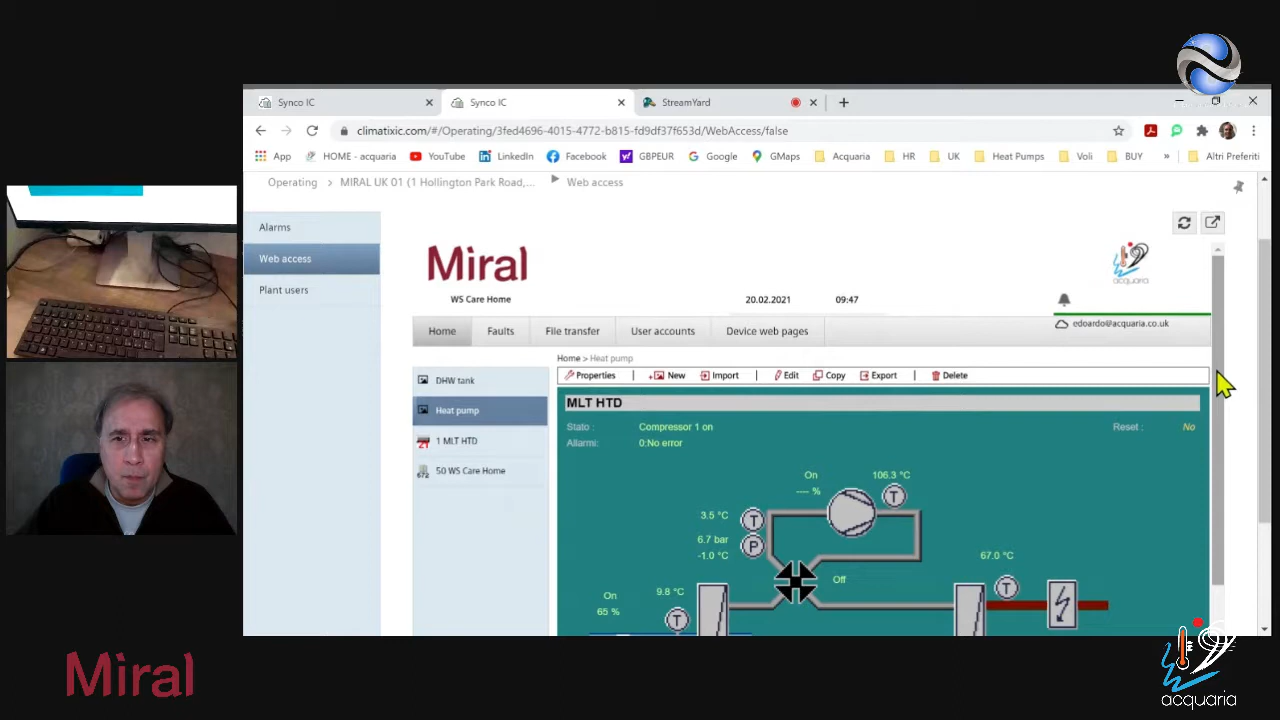 Synco IC
Synco IC
StreamYard
climatixic.com/#/Operating/3fed4696-4015-4772-b815-fd9df37f653d/WebAccess/false
App
HOME - acquaria
YouTube
LinkedIn
Facebook
GBPEUR
Google
GMaps
Acquaria
HR
UK
Heat Pumps
Voli
BUY
»
Altri Preferiti
Operating > MIRAL UK 01 (1 Hollington Park Road,... Web access
Alarms
Web access
Plant users
Miral
acquaria
WS Care Home
20.02.2021
09:47
edoardo@acquaria.co.uk
Home
Faults
File transfer
User accounts
Device web pages
Home > Heat pump
Properties | New Import | Edit Copy Export | Delete
DHW tank
Heat pump
1 MLT HTD
50 WS Care Home
MLT HTD
Stato : Compressor 1 on
Reset : No
Allarmi: 0:No error
On
---- %
106.3 °C
T
3.5 °C
T
6.7 bar
P
-1.0 °C
67.0 °C
T
Off
9.8 °C
T
On
65 %
Miral
acquaria